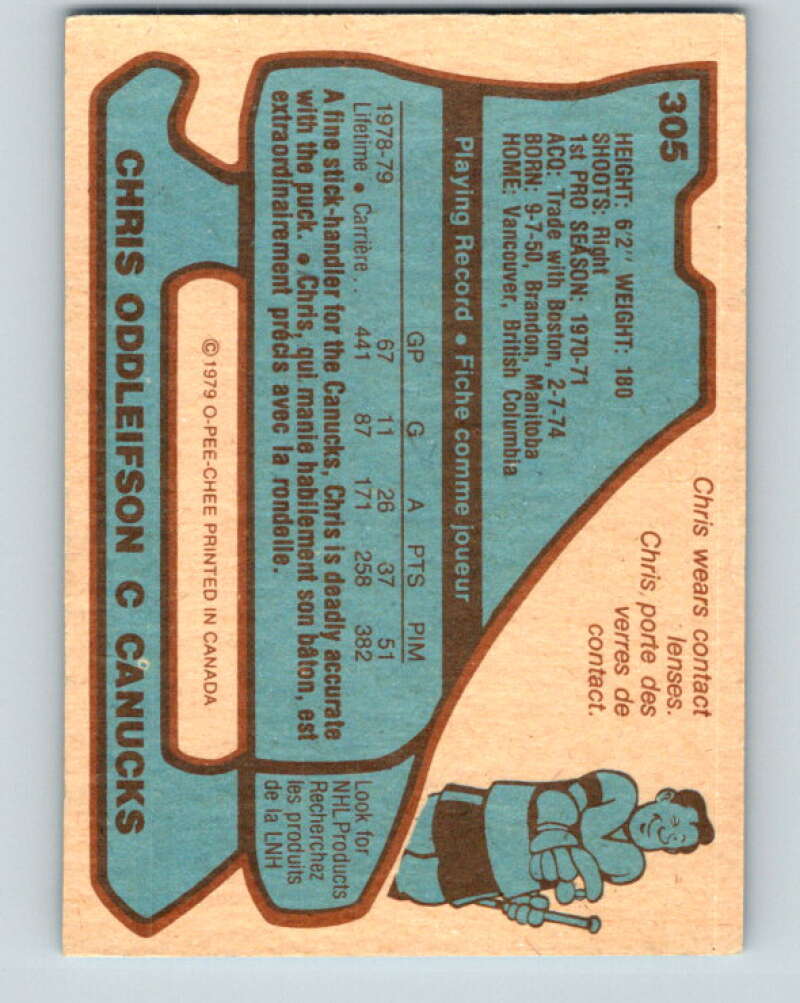 305
HEIGHT: 6'2" WEIGHT: 180
SHOOTS: Right
1st PRO SEASON: 1970-71
ACQ: Trade with Boston, 2-7-74
BORN: 9-7-50, Brandon, Manitoba
HOME: Vancouver, British Columbia
Chris wears contact
lenses.
Chris porte des
verres de
contact.
Playing Record • Fiche comme joueur
GP G A PTS PIM
1978-79 67 11 26 37 51
Lifetime • Carrière . . 441 87 171 258 382
A fine stick-handler for the Canucks, Chris is deadly accurate
with the puck. • Chris, qui manie habilement son bâton, est
extraordinairement précis avec la rondelle.
Look for
NHL Products
Recherchez
les produits
de la LNH
©1979 O-PEE-CHEE PRINTED IN CANADA
CHRIS ODDLEIFSON C CANUCKS